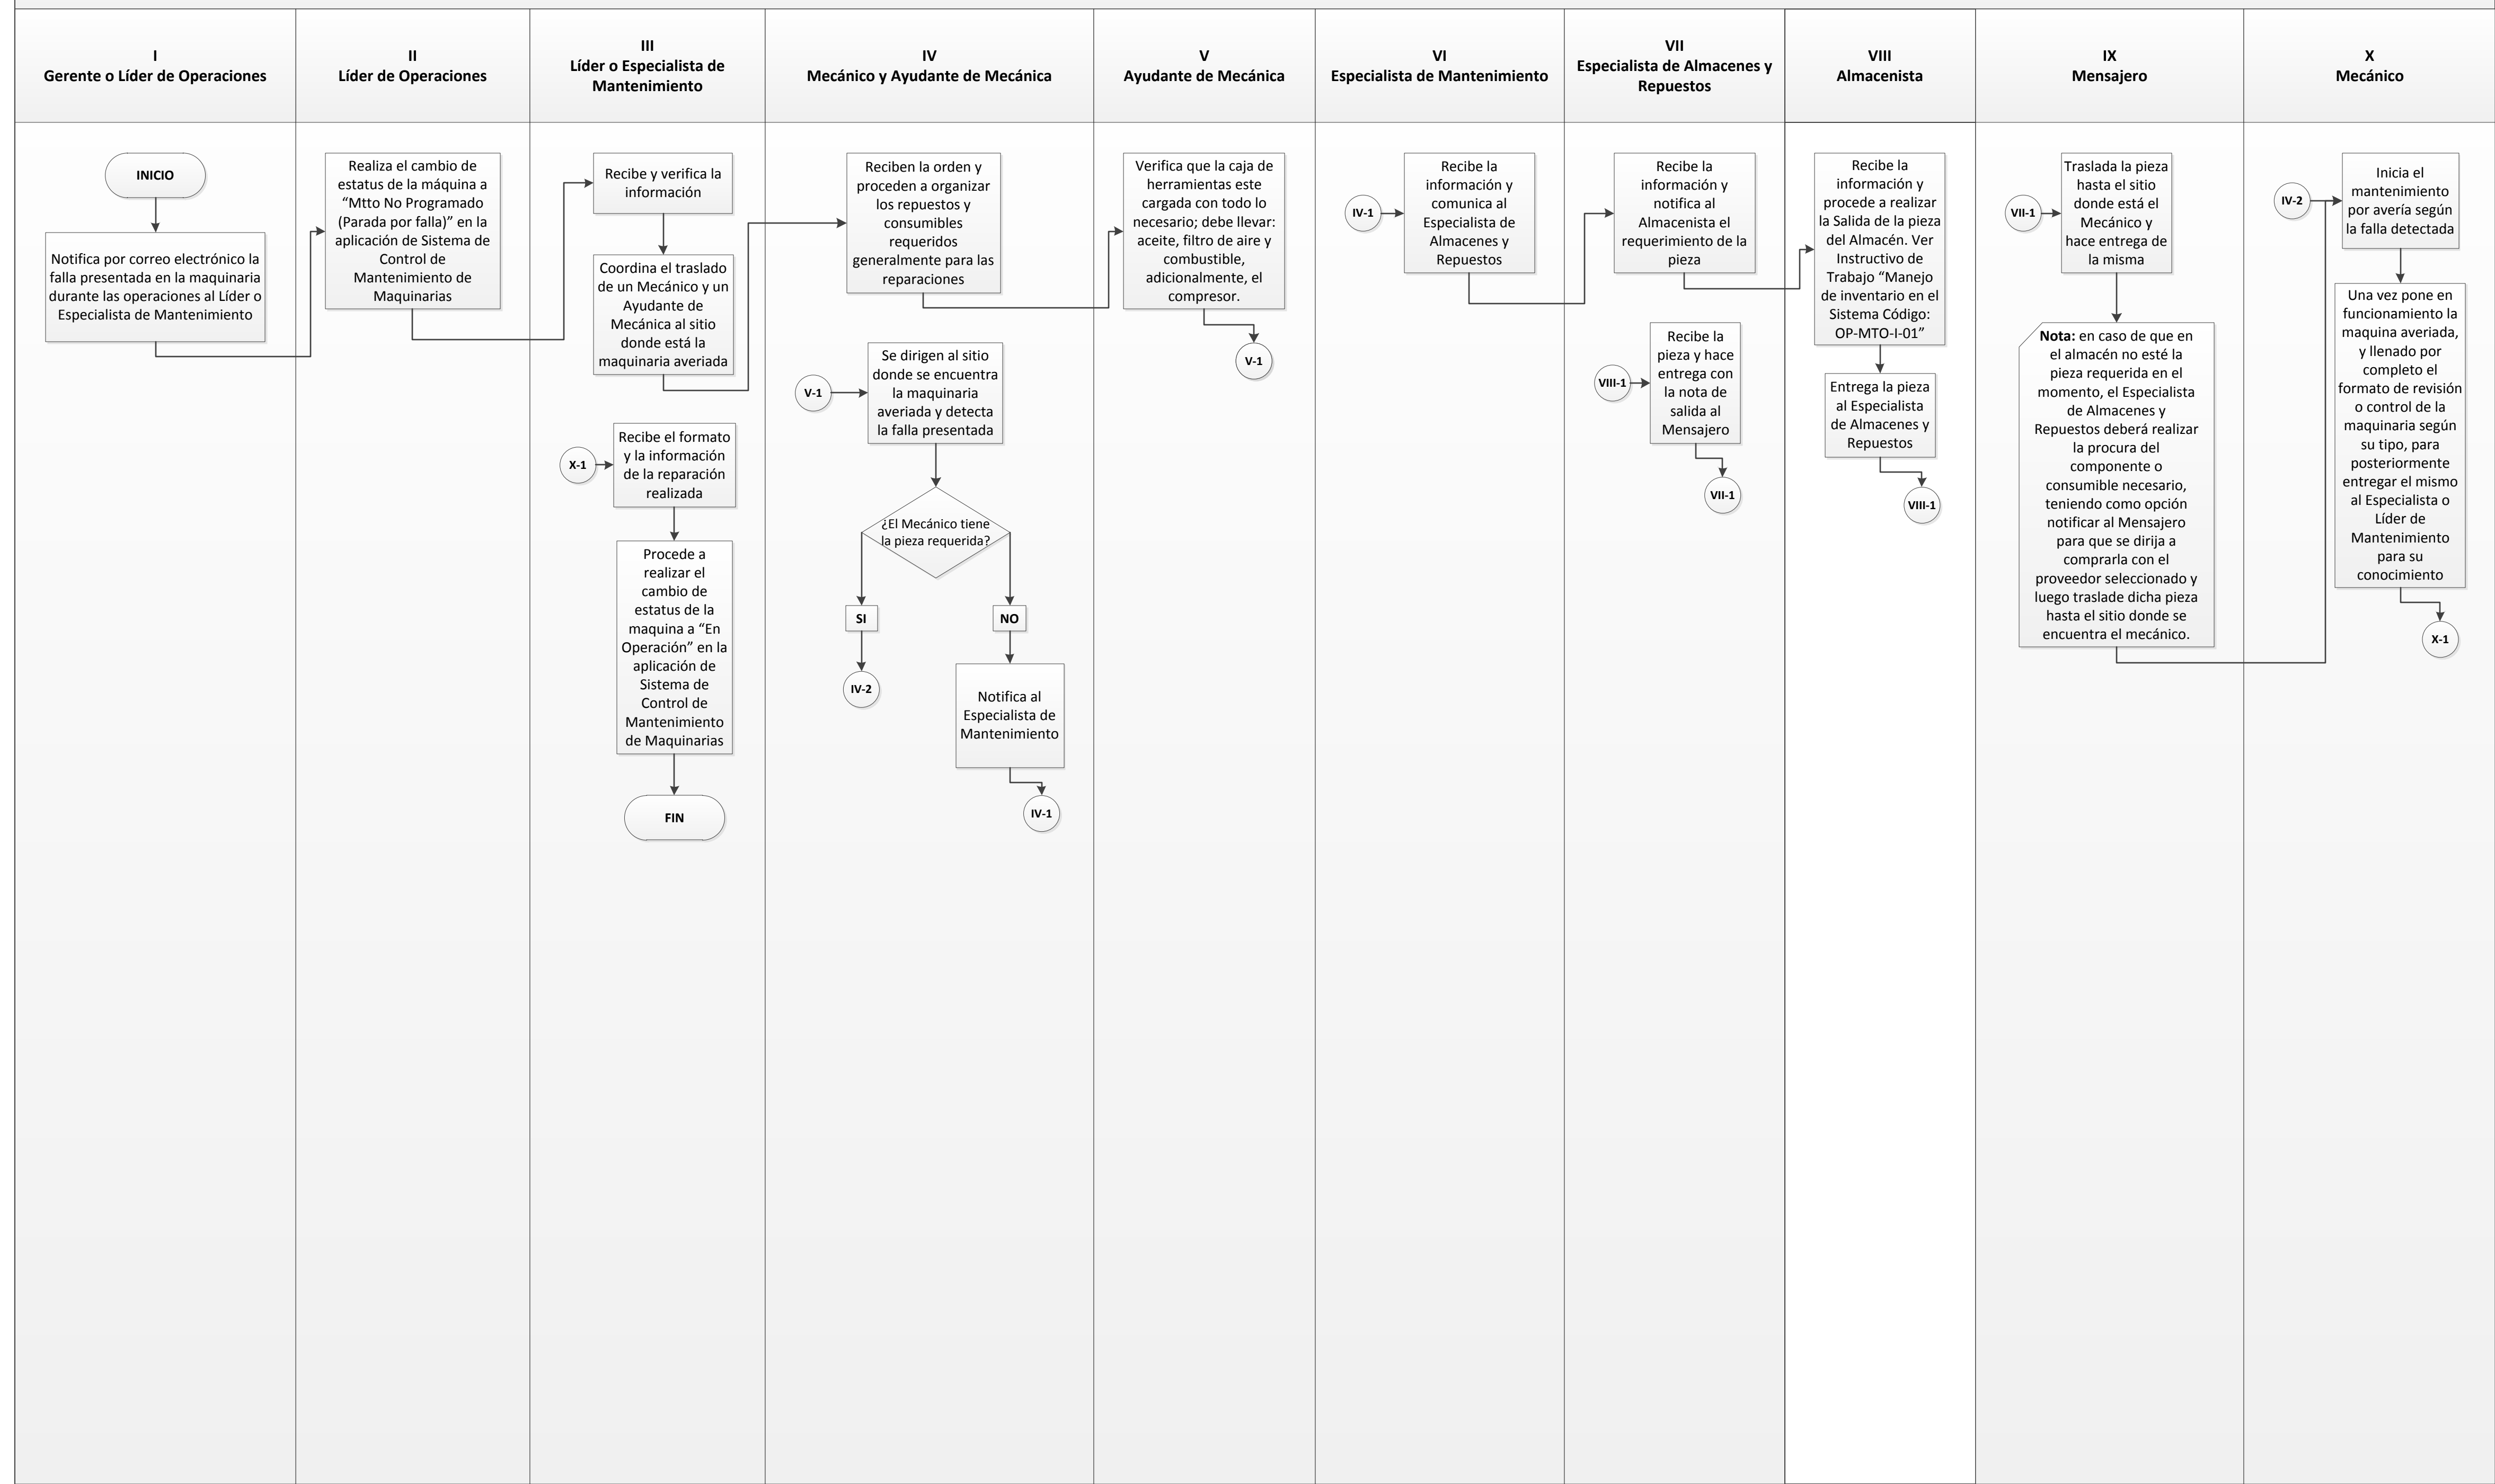 I
Gerente o Líder de Operaciones
II
Líder de Operaciones
III
Líder o Especialista de
Mantenimiento
IV
Mecánico y Ayudante de Mecánica
V
Ayudante de Mecánica
VI
Especialista de Mantenimiento
VII
Especialista de Almacenes y
Repuestos
VIII
Almacenista
IX
Mensajero
X
Mecánico
INICIO
Notifica por correo electrónico la
falla presentada en la maquinaria
durante las operaciones al Líder o
Especialista de Mantenimiento
Realiza el cambio de
estatus de la máquina a
“Mtto No Programado
(Parada por falla)” en la
aplicación de Sistema de
Control de
Mantenimiento de
Maquinarias
Recibe y verifica la
información
Coordina el traslado
de un Mecánico y un
Ayudante de
Mecánica al sitio
donde está la
maquinaria averiada
X-1
Recibe el formato
y la información
de la reparación
realizada
Procede a
realizar el
cambio de
estatus de la
maquina a “En
Operación” en la
aplicación de
Sistema de
Control de
Mantenimiento
de Maquinarias
FIN
Reciben la orden y
proceden a organizar
los repuestos y
consumibles
requeridos
generalmente para las
reparaciones
V-1
Se dirigen al sitio
donde se encuentra
la maquinaria
averiada y detecta
la falla presentada
¿El Mecánico tiene
la pieza requerida?
SI
NO
IV-2
Notifica al
Especialista de
Mantenimiento
IV-1
Verifica que la caja de
herramientas este
cargada con todo lo
necesario; debe llevar:
aceite, filtro de aire y
combustible,
adicionalmente, el
compresor.
V-1
IV-1
Recibe la
información y
comunica al
Especialista de
Almacenes y
Repuestos
Recibe la
información y
notifica al
Almacenista el
requerimiento de la
pieza
VIII-1
Recibe la
pieza y hace
entrega con
la nota de
salida al
Mensajero
VII-1
Recibe la
información y
procede a realizar
la Salida de la pieza
del Almacén. Ver
Instructivo de
Trabajo “Manejo
de inventario en el
Sistema Código:
OP-MTO-I-01”
Entrega la pieza
al Especialista
de Almacenes y
Repuestos
VIII-1
VII-1
Traslada la pieza
hasta el sitio
donde está el
Mecánico y
hace entrega de
la misma
Nota: en caso de que en
el almacén no esté la
pieza requerida en el
momento, el Especialista
de Almacenes y
Repuestos deberá realizar
la procura del
componente o
consumible necesario,
teniendo como opción
notificar al Mensajero
para que se dirija a
comprarla con el
proveedor seleccionado y
luego traslade dicha pieza
hasta el sitio donde se
encuentra el mecánico.
IV-2
Inicia el
mantenimiento
por avería según
la falla detectada
Una vez pone en
funcionamiento la
maquina averiada,
y llenado por
completo el
formato de revisión
o control de la
maquinaria según
su tipo, para
posteriormente
entregar el mismo
al Especialista o
Líder de
Mantenimiento
para su
conocimiento
X-1